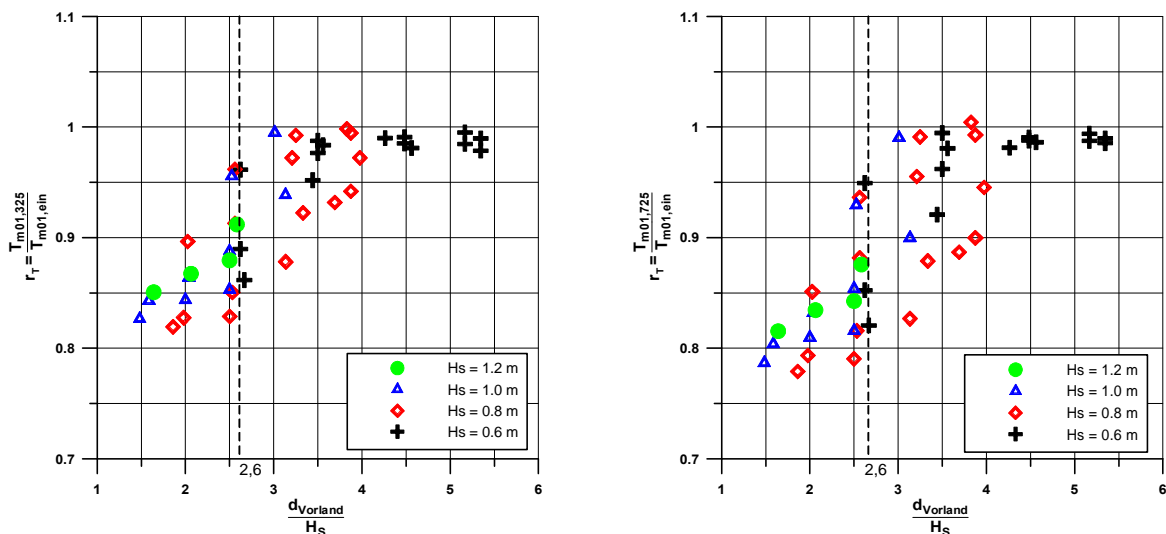 1.1
1
0.9
0.8
0.7
r_T = T_m01,325 / T_m01,ein
Hs = 1.2 m
Hs = 1.0 m
Hs = 0.8 m
Hs = 0.6 m
2,6
1 2 3 4 5 6
d_Vorland
H_S
1.1
1
0.9
0.8
0.7
r_T = T_m01,725 / T_m01,ein
Hs = 1.2 m
Hs = 1.0 m
Hs = 0.8 m
Hs = 0.6 m
2,6
1 2 3 4 5 6
d_Vorland
H_S